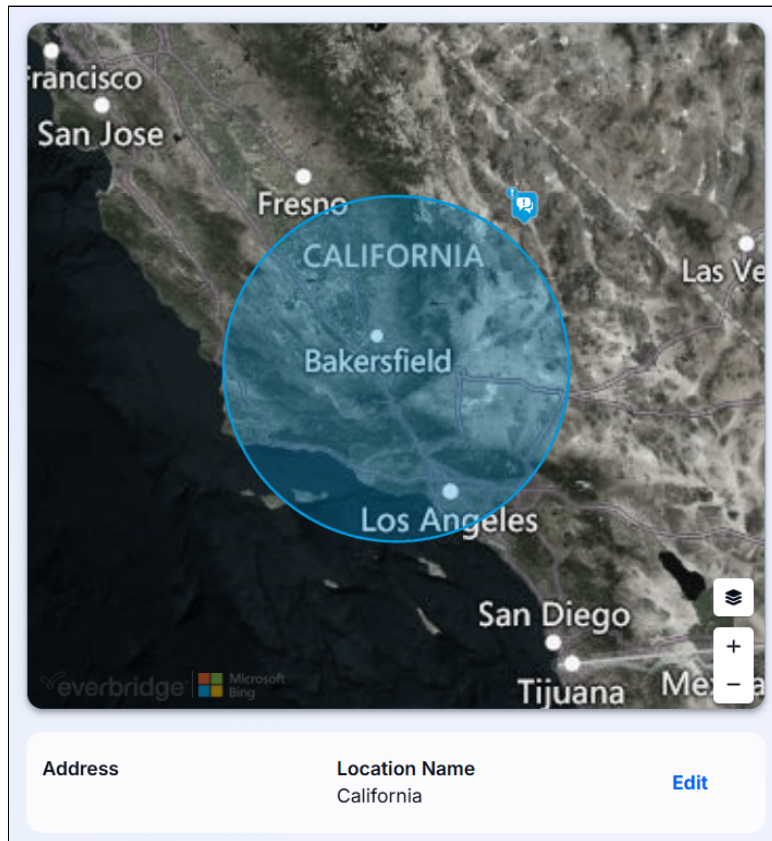 Francisco
San Jose
Fresno
CALIFORNIA
Las Ve
Bakersfield
Los Angeles
San Diego
Tijuana
everbridge
Microsoft
Bing
+
−
Address
Location Name
California
Edit